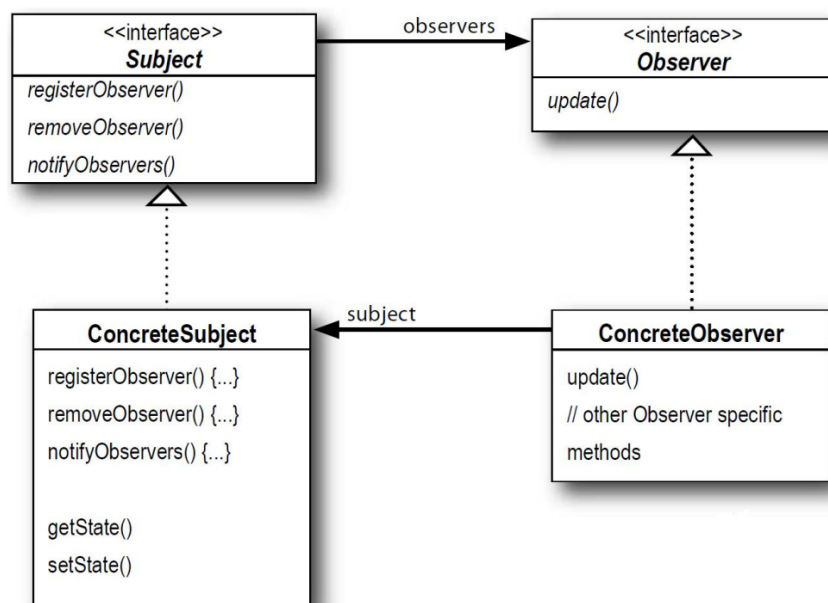 <<interface>>
Subject
registerObserver()
removeObserver()
notifyObservers()
observers
<<interface>>
Observer
update()
ConcreteSubject
registerObserver() {...}
removeObserver() {...}
notifyObservers() {...}
getState()
setState()
subject
ConcreteObserver
update()
// other Observer specific
methods